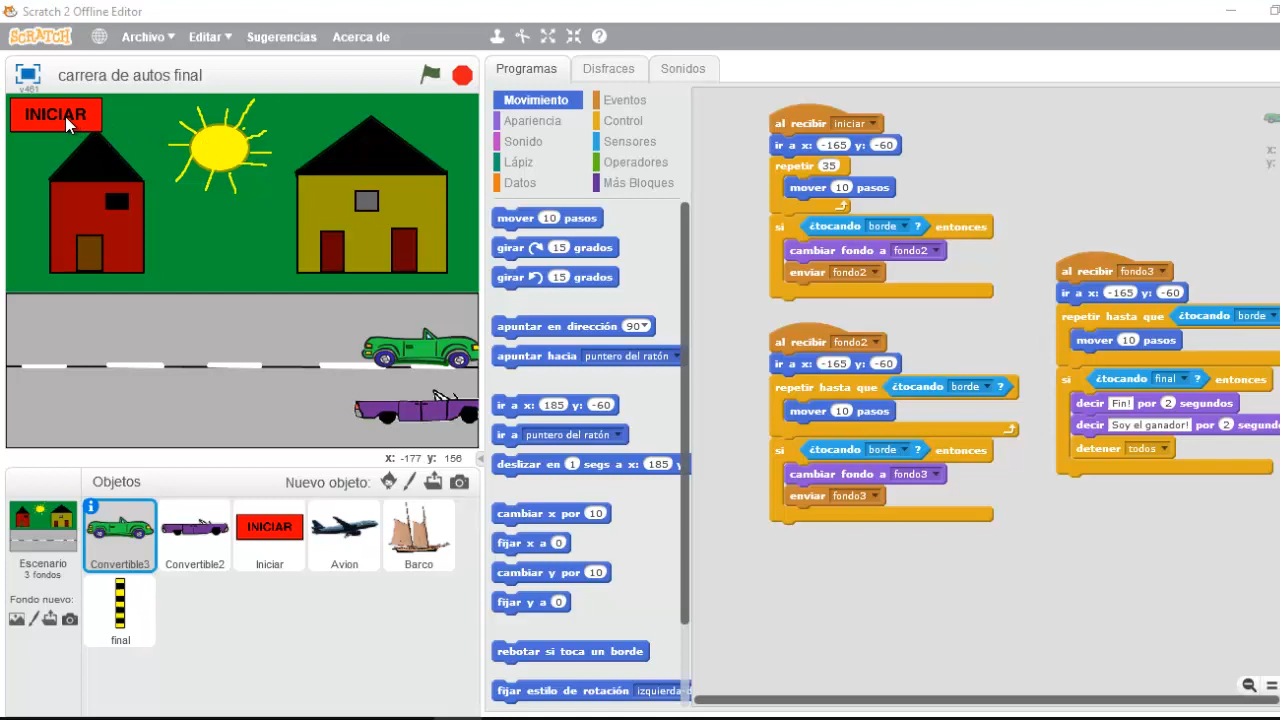 Scratch 2 Offline Editor
SCRATCH Archivo Editar Sugerencias Acerca de
carrera de autos final
y461
INICIAR
x: -177 y: 156
Objetos Nuevo objeto:
Escenario
3 fondos
Fondo nuevo:
Convertible3
Convertible2
INICIAR
Iniciar
Avion
Barco
final
Programas Disfraces Sonidos
Movimiento Eventos
Apariencia Control
Sonido Sensores
Lápiz Operadores
Datos Más Bloques
mover 10 pasos
girar 15 grados
girar 15 grados
apuntar en dirección 90
apuntar hacia puntero del ratón
ir a x: 185 y: -60
ir a puntero del ratón
deslizar en 1 segs a x: 185 y
cambiar x por 10
fijar x a 0
cambiar y por 10
fijar y a 0
rebotar si toca un borde
fijar estilo de rotación
al recibir iniciar
ir a x: -165 y: -60
repetir 35
mover 10 pasos
si ¿tocando borde ? entonces
cambiar fondo a fondo2
enviar fondo2
al recibir fondo2
ir a x: -165 y: -60
repetir hasta que ¿tocando borde ?
mover 10 pasos
si ¿tocando borde ? entonces
cambiar fondo a fondo3
enviar fondo3
al recibir fondo3
ir a x: -165 y: -60
repetir hasta que ¿tocando borde
mover 10 pasos
si ¿tocando final ? entonces
decir Fin! por 2 segundos
decir Soy el ganador! por 2
detener todos
x:
y: